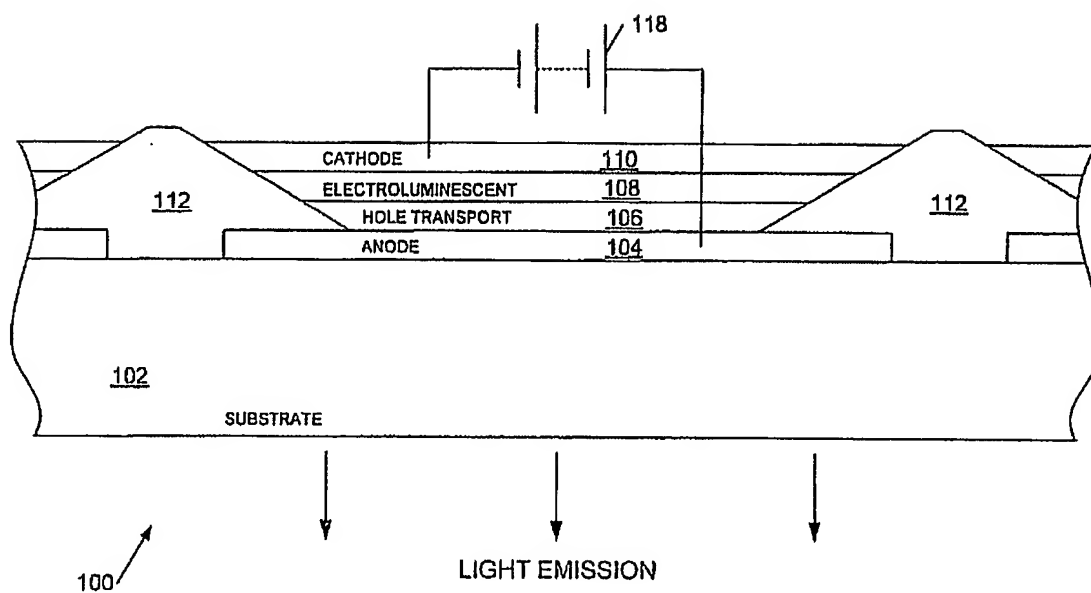 118
CATHODE 110
ELECTROLUMINESCENT 108
112 HOLE TRANSPORT 106 112
ANODE 104
102
SUBSTRATE
100
LIGHT EMISSION